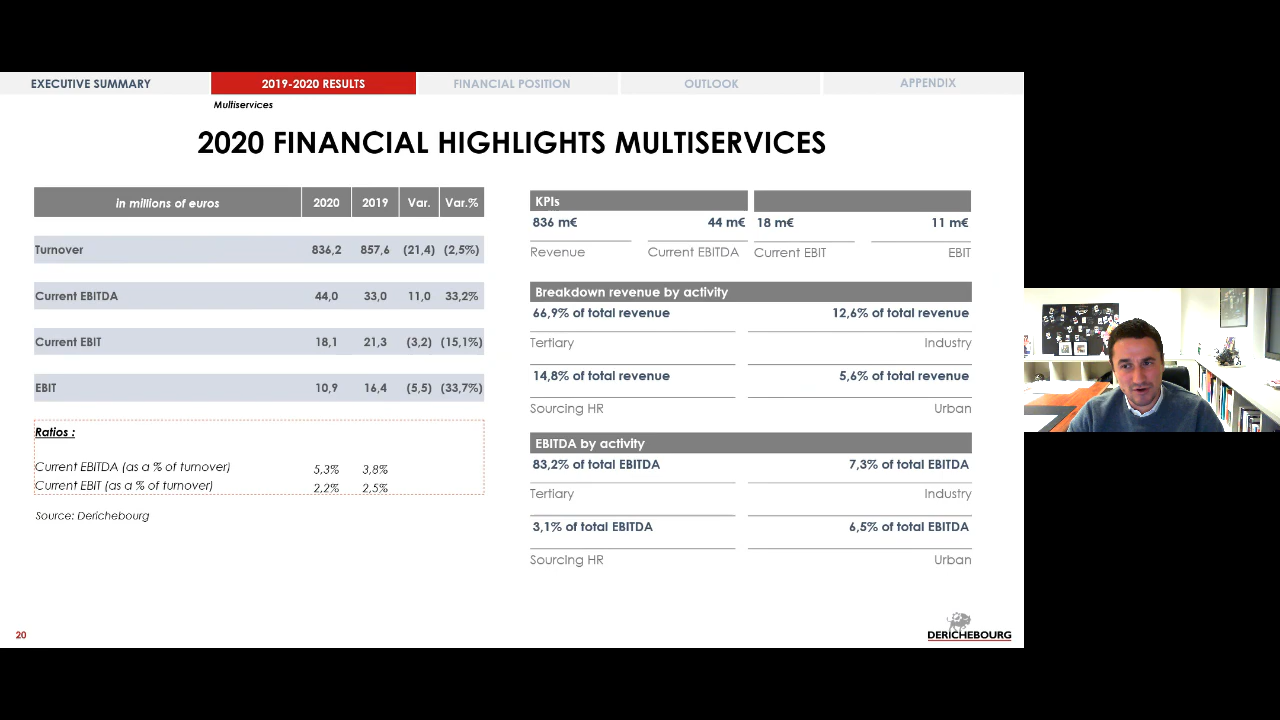 EXECUTIVE SUMMARY
2019-2020 RESULTS
FINANCIAL POSITION
OUTLOOK
APPENDIX
Multiservices
2020 FINANCIAL HIGHLIGHTS MULTISERVICES
in millions of euros 2020 2019 Var. Var.%
Turnover 836,2 857,6 (21,4) (2,5%)
Current EBITDA 44,0 33,0 11,0 33,2%
Current EBIT 18,1 21,3 (3,2) (15,1%)
EBIT 10,9 16,4 (5,5) (33,7%)
Ratios :
Current EBITDA (as a % of turnover) 5,3% 3,8%
Current EBIT (as a % of turnover) 2,2% 2,5%
Source: Derichebourg
KPIs
836 m€ 44 m€ 18 m€ 11 m€
Revenue Current EBITDA Current EBIT EBIT
Breakdown revenue by activity
66,9% of total revenue 12,6% of total revenue
Tertiary Industry
14,8% of total revenue 5,6% of total revenue
Sourcing HR Urban
EBITDA by activity
83,2% of total EBITDA 7,3% of total EBITDA
Tertiary Industry
3,1% of total EBITDA 6,5% of total EBITDA
Sourcing HR Urban
20
DERICHEBOURG